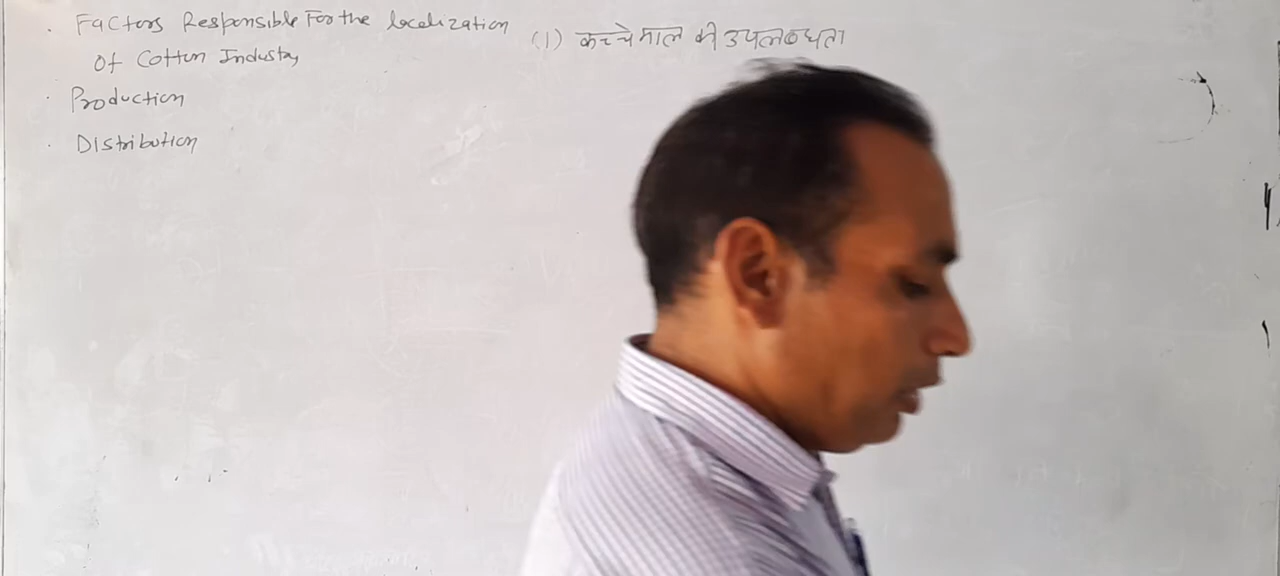 . Factors Responsible For the localization
of Cotton Industry
. Production
. Distribution
(1) कच्चे माल की उपलब्धता